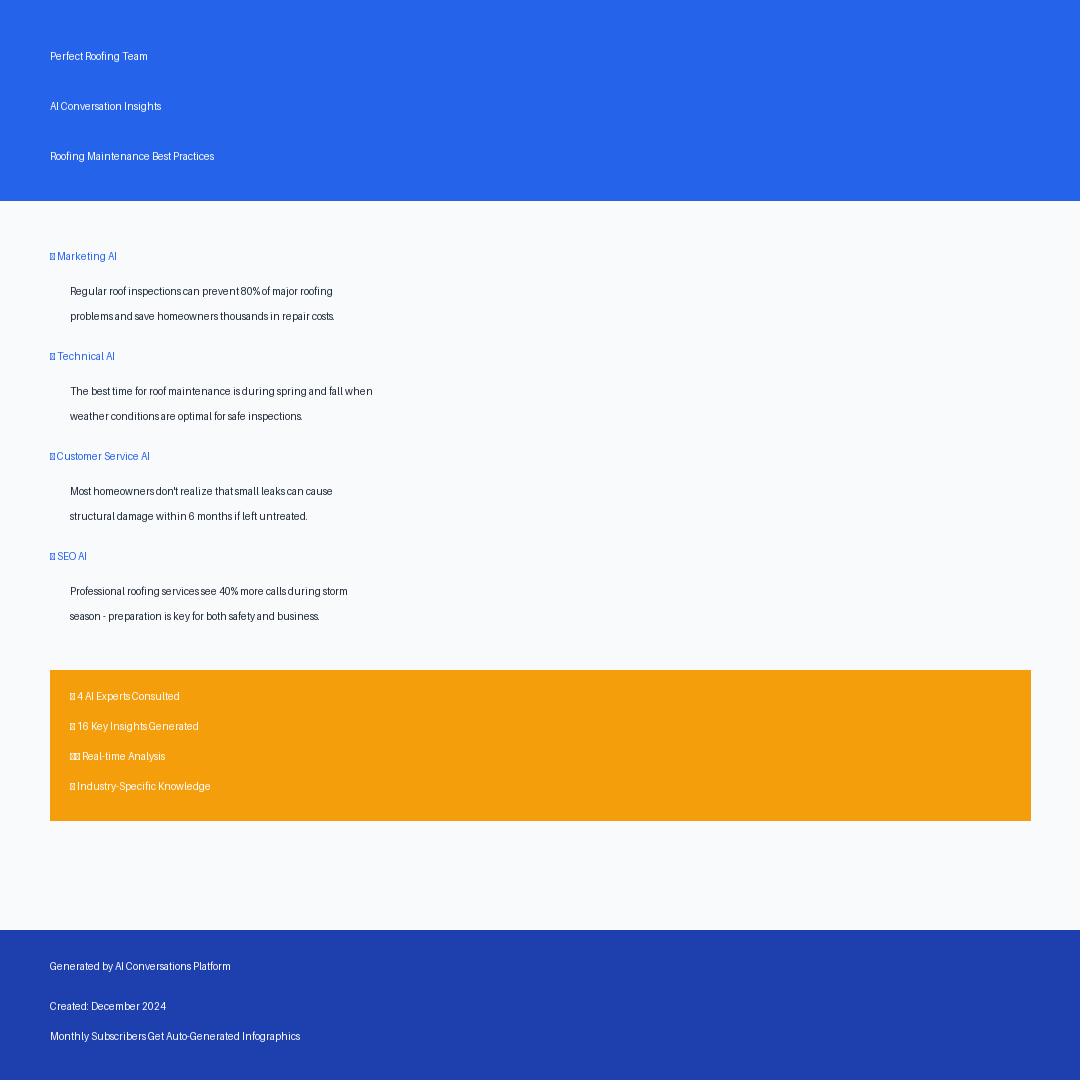 Perfect Roofing Team
AI Conversation Insights
Roofing Maintenance Best Practices
Marketing AI
Regular roof inspections can prevent 80% of major roofing
problems and save homeowners thousands in repair costs.
Technical AI
The best time for roof maintenance is during spring and fall when
weather conditions are optimal for safe inspections.
Customer Service AI
Most homeowners don't realize that small leaks can cause
structural damage within 6 months if left untreated.
SEO AI
Professional roofing services see 40% more calls during storm
season - preparation is key for both safety and business.
4 AI Experts Consulted
16 Key Insights Generated
Real-time Analysis
Industry-Specific Knowledge
Generated by AI Conversations Platform
Created: December 2024
Monthly Subscribers Get Auto-Generated Infographics